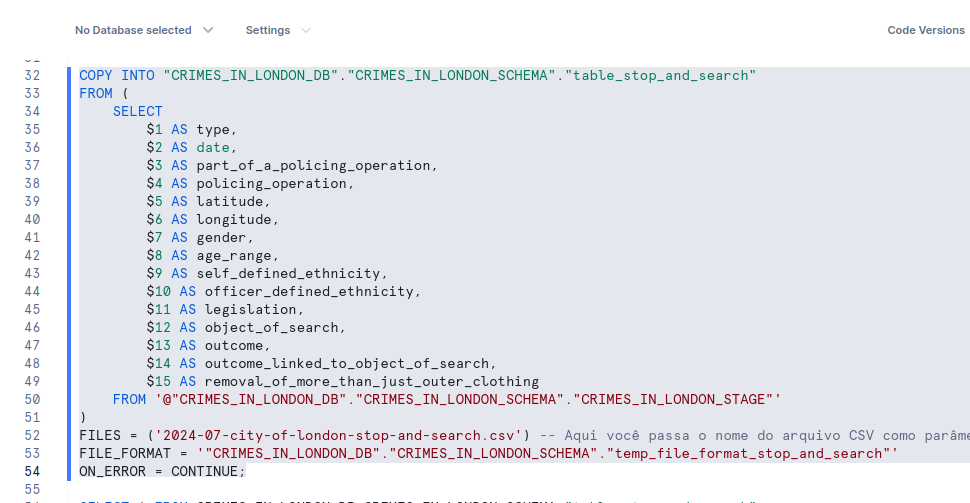 No Database selected Settings Code Versions
32 COPY INTO "CRIMES_IN_LONDON_DB"."CRIMES_IN_LONDON_SCHEMA"."table_stop_and_search"
33 FROM (
34 SELECT
35 $1 AS type,
36 $2 AS date,
37 $3 AS part_of_a_policing_operation,
38 $4 AS policing_operation,
39 $5 AS latitude,
40 $6 AS longitude,
41 $7 AS gender,
42 $8 AS age_range,
43 $9 AS self_defined_ethnicity,
44 $10 AS officer_defined_ethnicity,
45 $11 AS legislation,
46 $12 AS object_of_search,
47 $13 AS outcome,
48 $14 AS outcome_linked_to_object_of_search,
49 $15 AS removal_of_more_than_just_outer_clothing
50 FROM '@"CRIMES_IN_LONDON_DB"."CRIMES_IN_LONDON_SCHEMA"."CRIMES_IN_LONDON_STAGE"'
51 )
52 FILES = ('2024-07-city-of-london-stop-and-search.csv') -- Aqui você passa o nome do arquivo CSV como parâme
53 FILE_FORMAT = '"CRIMES_IN_LONDON_DB"."CRIMES_IN_LONDON_SCHEMA"."temp_file_format_stop_and_search"'
54 ON_ERROR = CONTINUE;
55